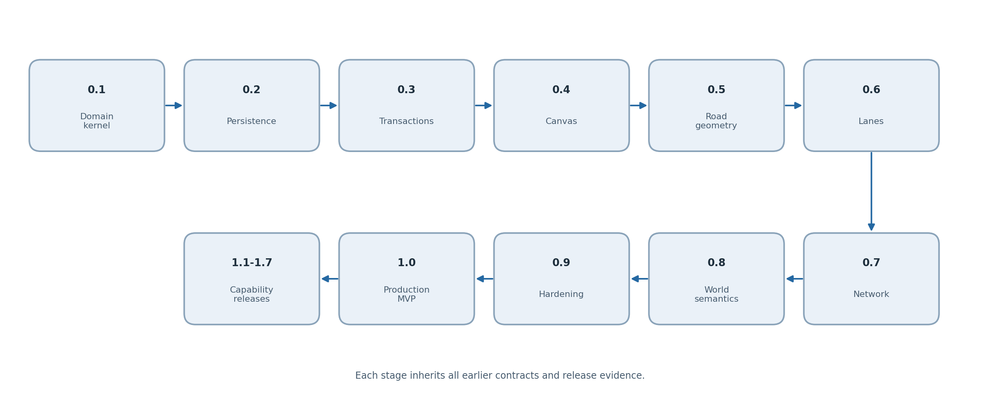 0.1
Domain
kernel
0.2
Persistence
0.3
Transactions
0.4
Canvas
0.5
Road
geometry
0.6
Lanes
0.7
Network
0.8
World
semantics
0.9
Hardening
1.0
Production
MVP
1.1-1.7
Capability
releases
Each stage inherits all earlier contracts and release evidence.